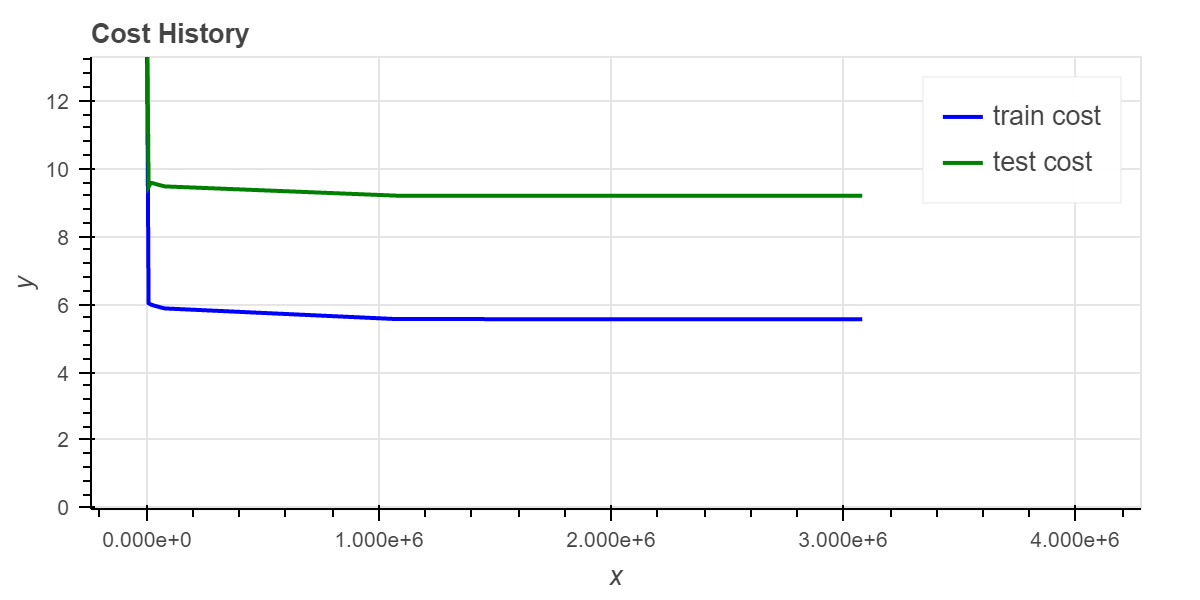 Cost History
train cost
test cost
12
10
8
6
4
2
0
y
0.000e+0
1.000e+6
2.000e+6
3.000e+6
4.000e+6
x